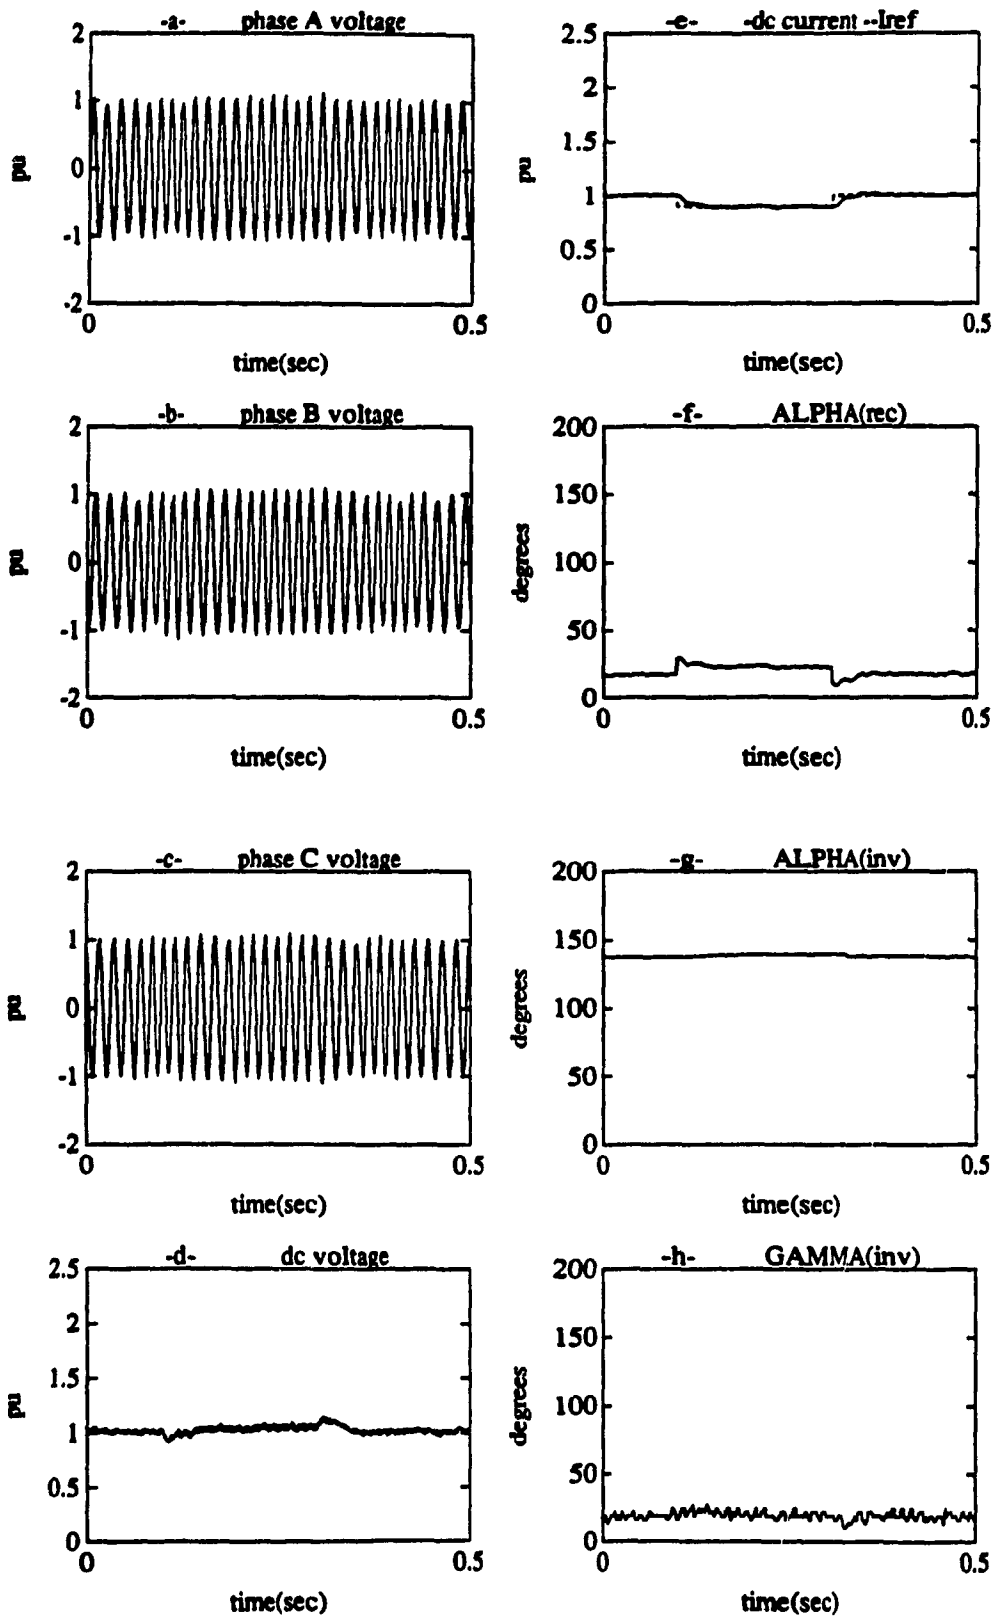 -a- phase A voltage
2
1
0
-1
-2
pu
0
0.5
time(sec)
-e- -dc current --Iref
2.5
2
1.5
1
0.5
0
pu
0
0.5
time(sec)
-b- phase B voltage
2
1
0
-1
-2
pu
0
0.5
time(sec)
-f- ALPHA(rec)
200
150
100
50
0
degrees
0
0.5
time(sec)
-c- phase C voltage
2
1
0
-1
-2
pu
0
0.5
time(sec)
-g- ALPHA(inv)
200
150
100
50
0
degrees
0
0.5
time(sec)
-d- dc voltage
2.5
2
1.5
1
0.5
0
pu
0
0.5
time(sec)
-h- GAMMA(inv)
200
150
100
50
0
degrees
0
0.5
time(sec)